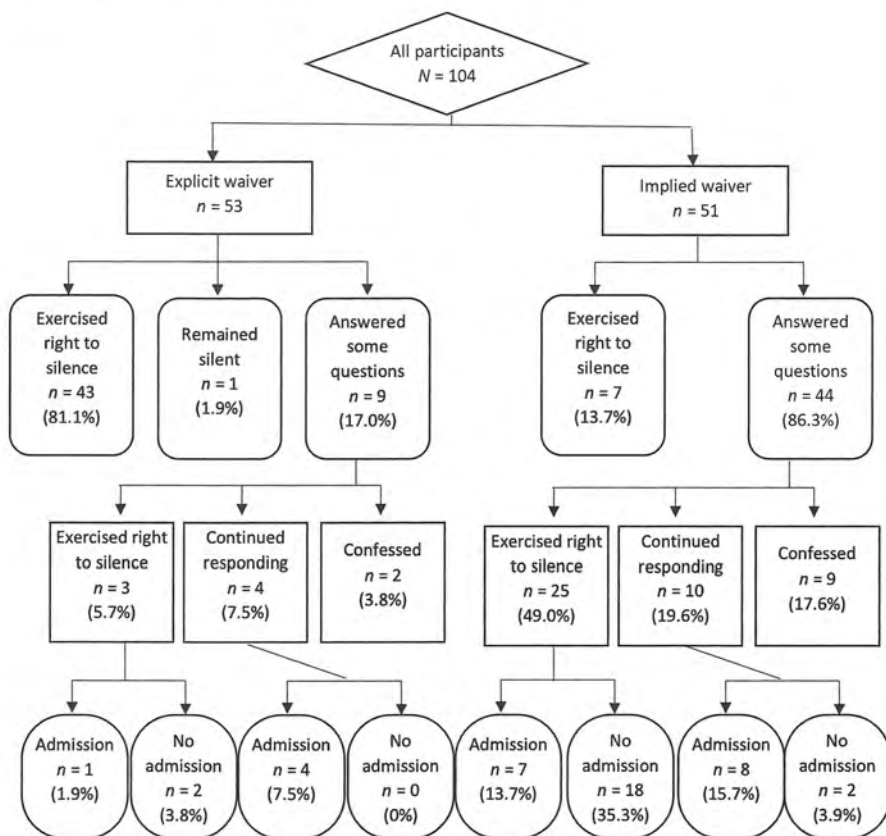 All participants
N = 104
Explicit waiver
n = 53
Implied waiver
n = 51
Exercised
right to
silence
n = 43
(81.1%)
Remained
silent
n = 1
(1.9%)
Answered
some
questions
n = 9
(17.0%)
Exercised
right to
silence
n = 7
(13.7%)
Answered
some
questions
n = 44
(86.3%)
Exercised right
to silence
n = 3
(5.7%)
Continued
responding
n = 4
(7.5%)
Confessed
n = 2
(3.8%)
Exercised right
to silence
n = 25
(49.0%)
Continued
responding
n = 10
(19.6%)
Confessed
n = 9
(17.6%)
Admission
n = 1
(1.9%)
No
admission
n = 2
(3.8%)
Admission
n = 4
(7.5%)
No
admission
n = 0
(0%)
Admission
n = 7
(13.7%)
No
admission
n = 18
(35.3%)
Admission
n = 8
(15.7%)
No
admission
n = 2
(3.9%)